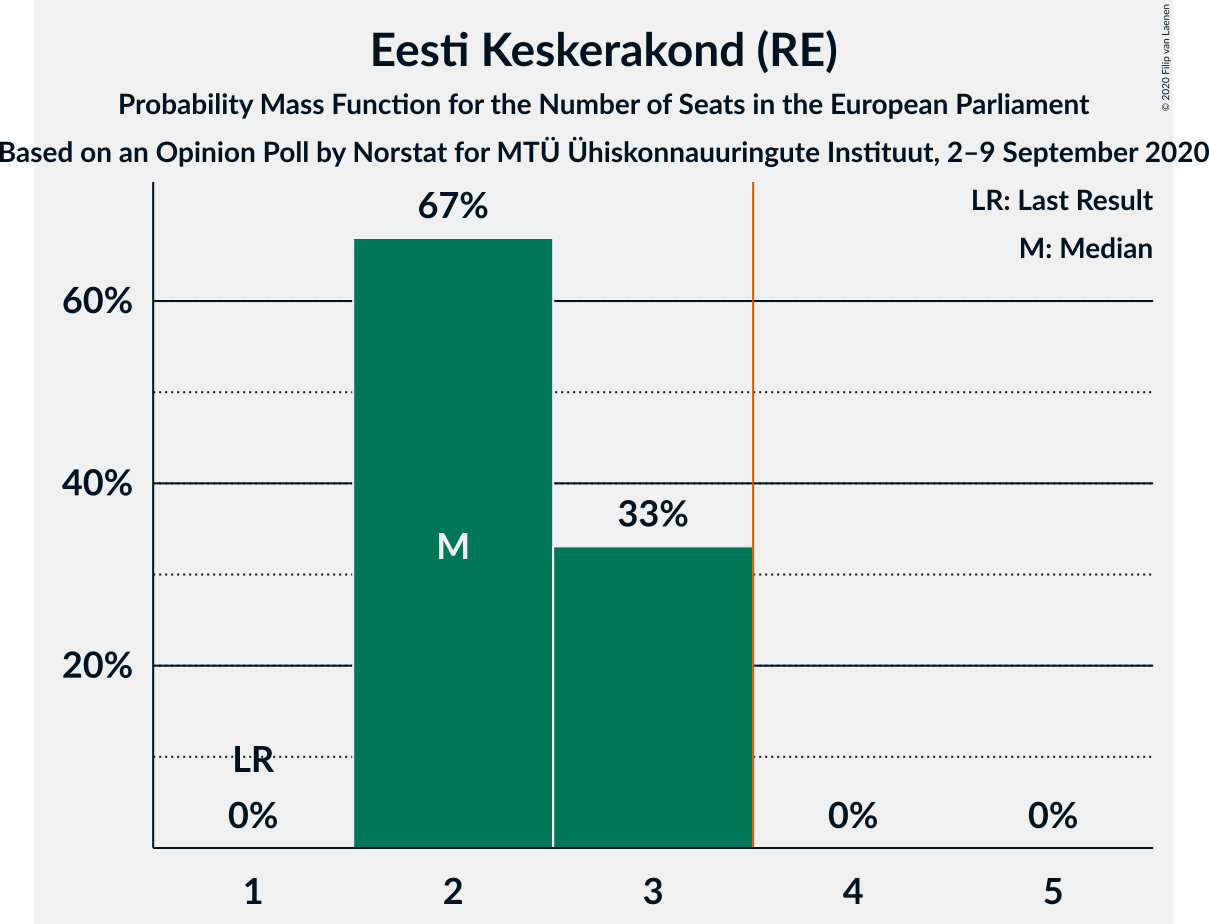 Eesti Keskerakond (RE)
Probability Mass Function for the Number of Seats in the European Parliament
Based on an Opinion Poll by Norstat for MTÜ Ühiskonnauuringute Instituut, 2–9 September 2020
© 2020 Filip van Laenen
LR: Last Result
M: Median
67%
60%
40%
33%
M
20%
LR
0%
0%
0%
1
2
3
4
5